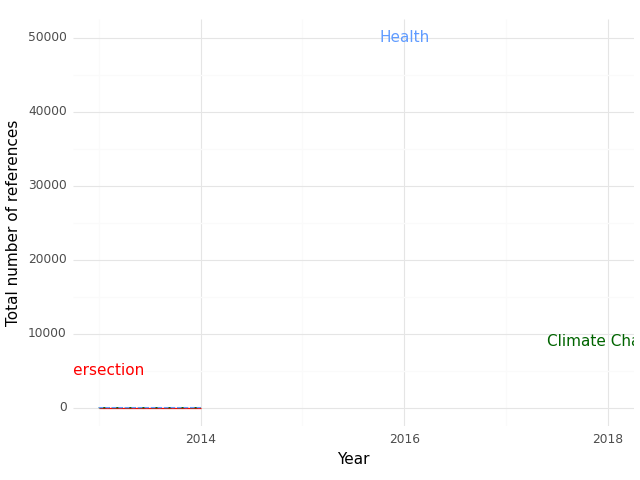 50000
Health
40000
30000
20000
10000
Climate Cha
ersection
0
2014
2016
2018
Year
Total number of references